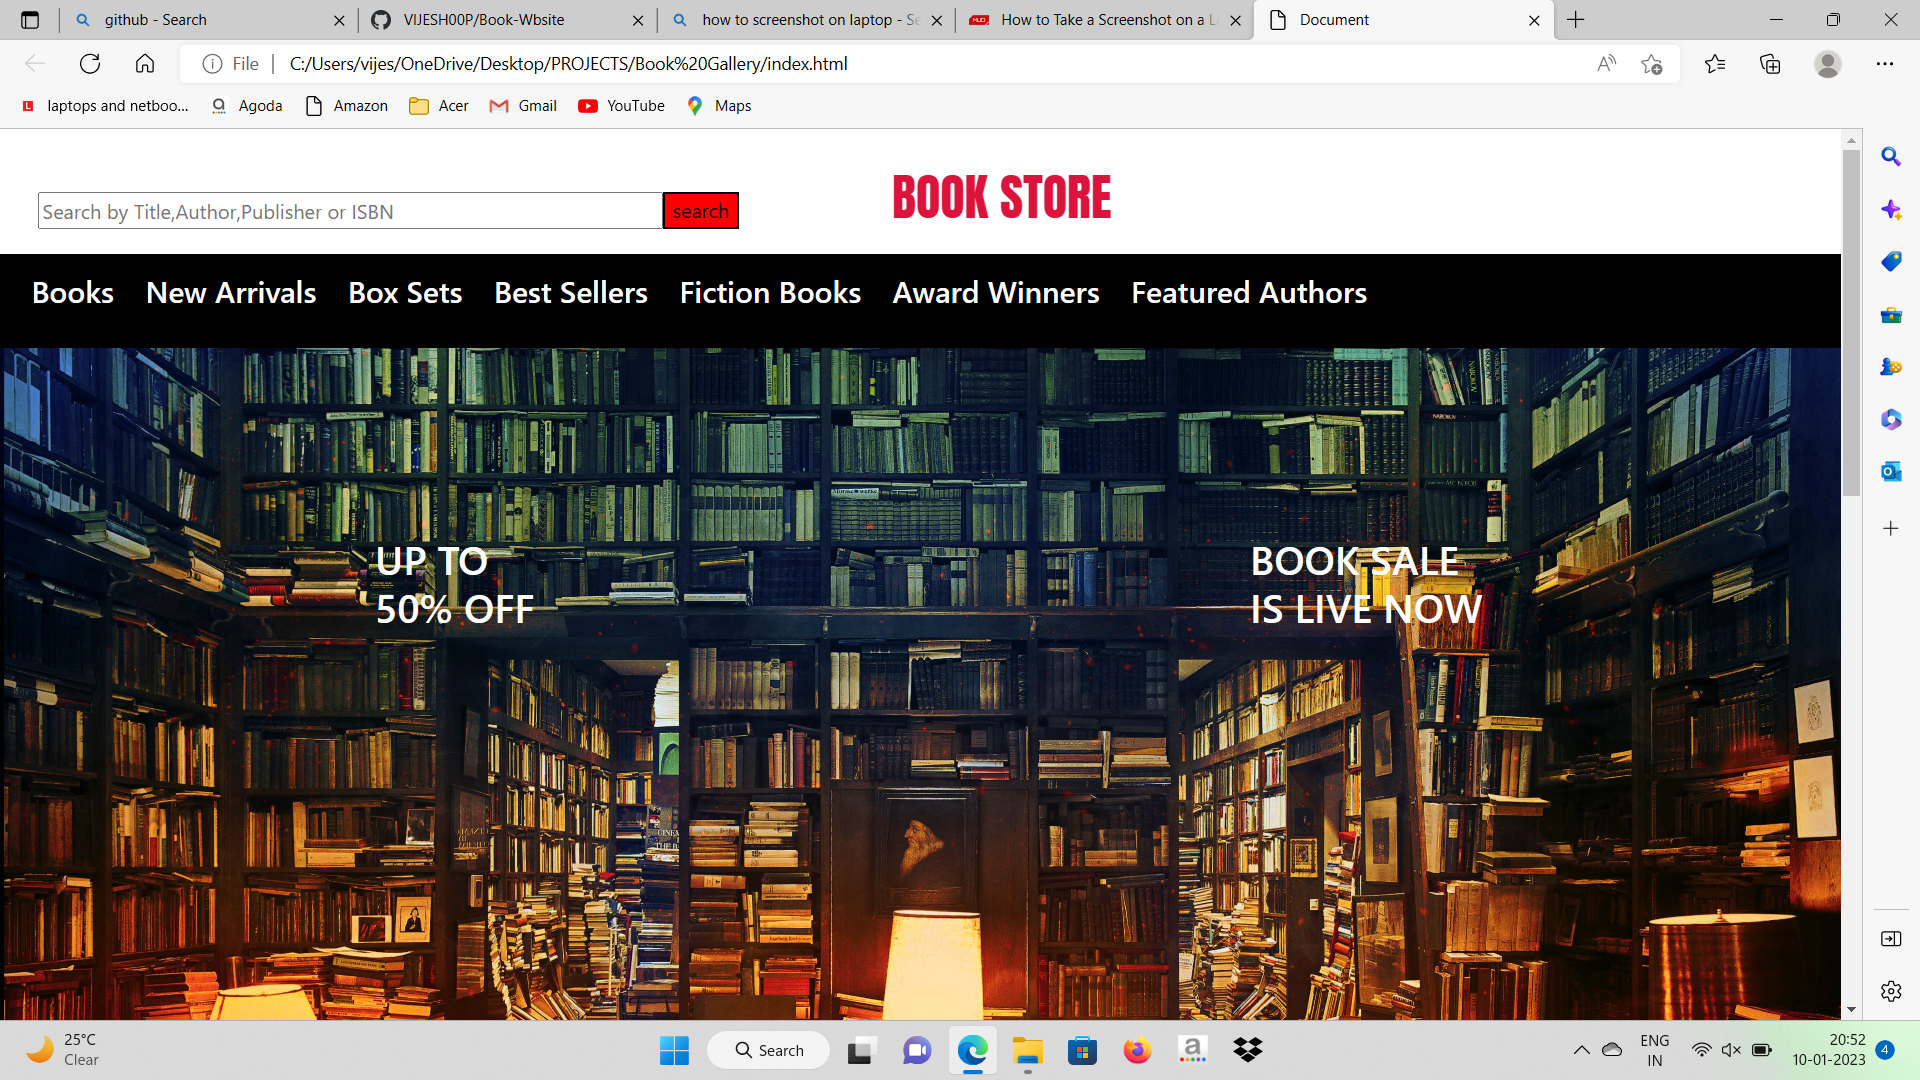 github - Search
VIJESH00P/Book-Wbsite
how to screenshot on laptop - Se
How to Take a Screenshot on a L
Document
File
C:/Users/vijes/OneDrive/Desktop/PROJECTS/Book%20Gallery/index.html
laptops and netboo...
Agoda
Amazon
Acer
Gmail
YouTube
Maps
BOOK STORE
Search by Title,Author,Publisher or ISBN
search
Books
New Arrivals
Box Sets
Best Sellers
Fiction Books
Award Winners
Featured Authors
UP TO
50% OFF
BOOK SALE
IS LIVE NOW
25°C
Clear
Search
ENG
IN
20:52
10-01-2023
4